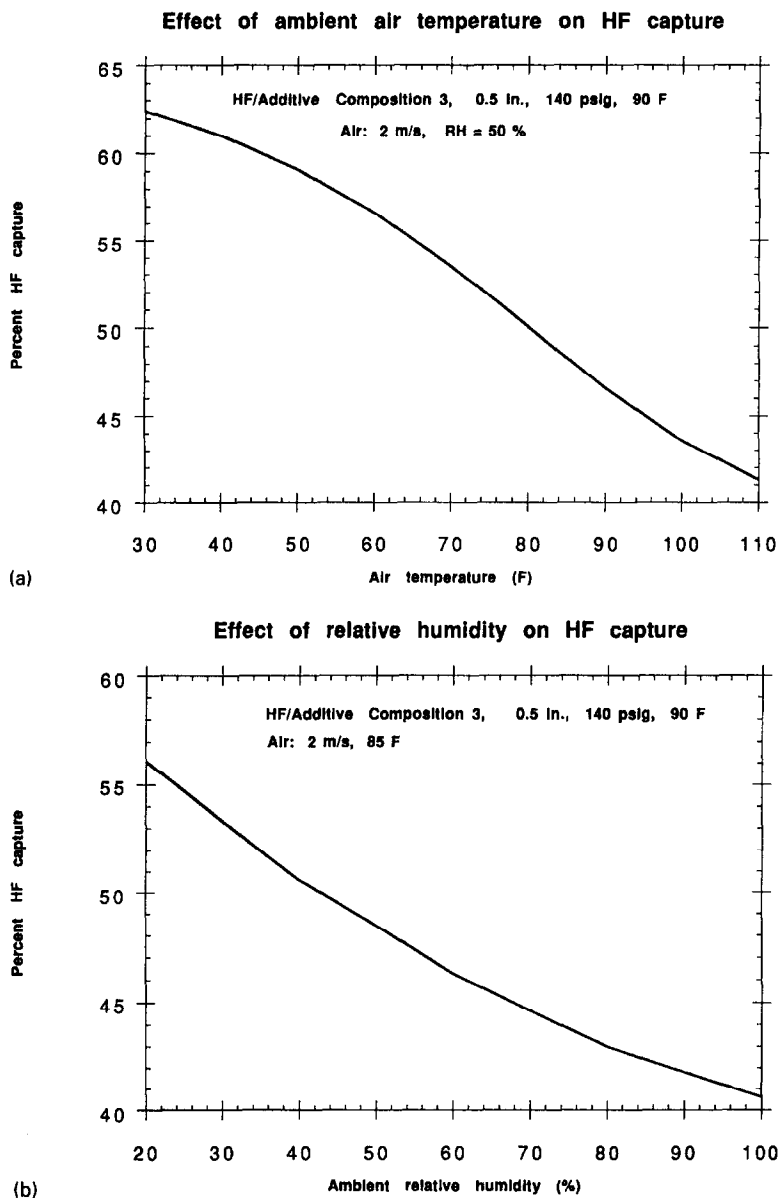 Effect of ambient air temperature on HF capture
65
60
55
50
45
40
Percent HF capture
HF/Additive Composition 3, 0.5 in., 140 psig, 90 F
Air: 2 m/s, RH = 50 %
30 40 50 60 70 80 90 100 110
Air temperature (F)
(a)
Effect of relative humidity on HF capture
60
55
50
45
40
Percent HF capture
HF/Additive Composition 3, 0.5 in., 140 psig, 90 F
Air: 2 m/s, 85 F
20 30 40 50 60 70 80 90 100
Ambient relative humidity (%)
(b)